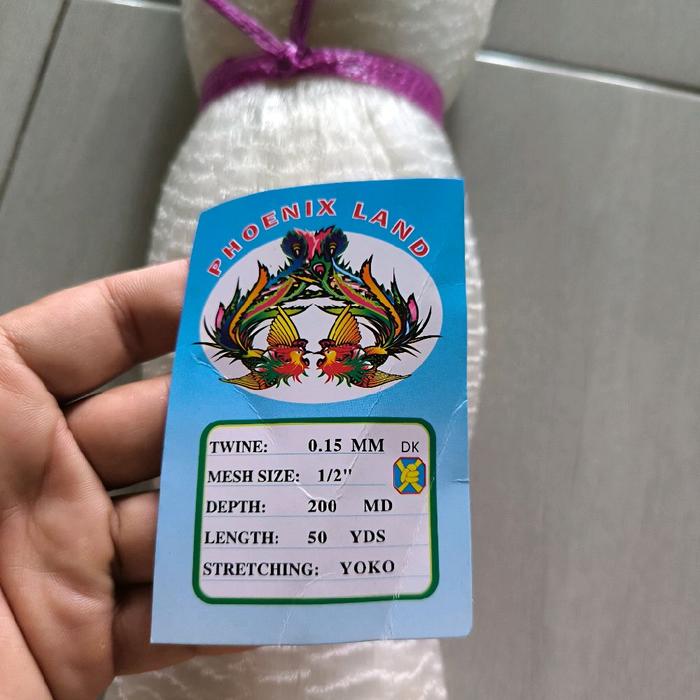 PHOENIX LAND
TWINE: 0.15 MM DK
MESH SIZE: 1/2"
DEPTH: 200 MD
LENGTH: 50 YDS
STRETCHING: YOKO